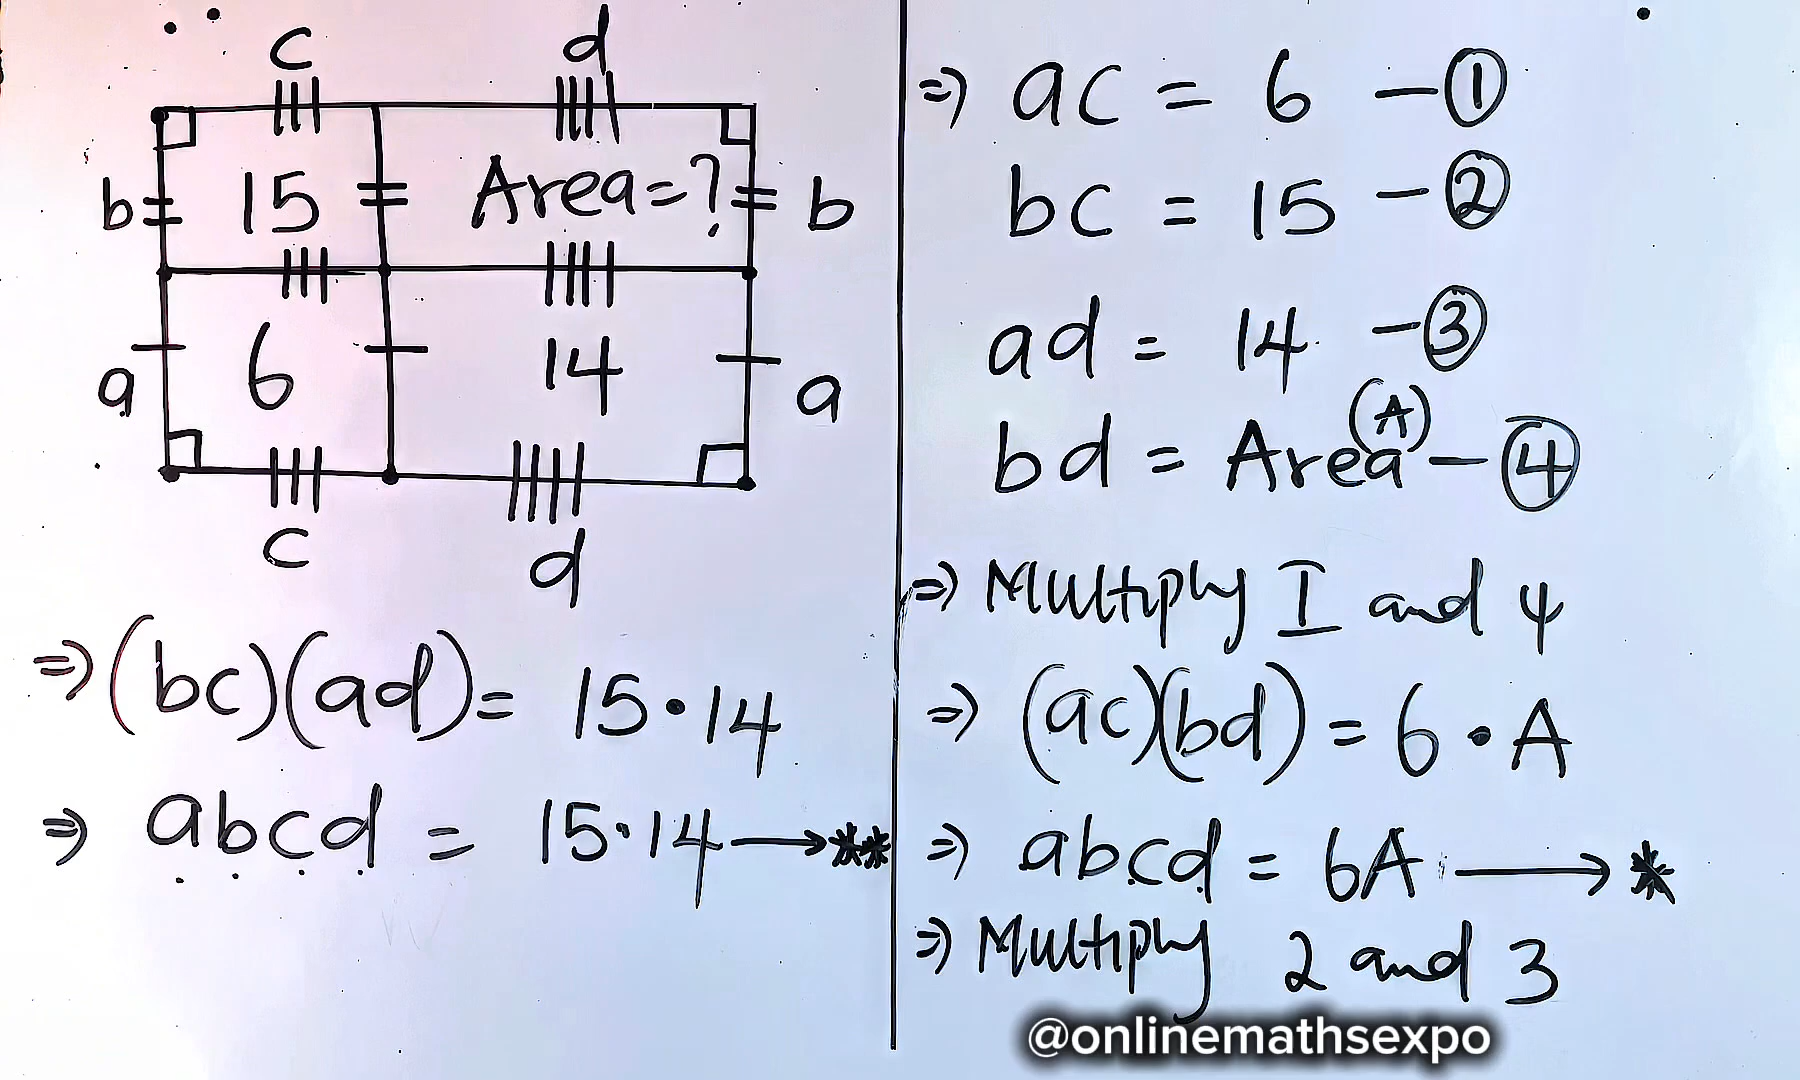 c d
b 15 Area=? b
a 6 14 a
c d
⇒ (bc)(ad) = 15·14
⇒ abcd = 15·14 ⟶ **
⇒ ac = 6 — ①
bc = 15 — ②
ad = 14 — ③
bd = Area (A) — ④
⇒ Multiply I and 4
⇒ (ac)(bd) = 6·A
⇒ abcd = 6A ⟶ *
⇒ Multiply 2 and 3
@onlinemathsexpo